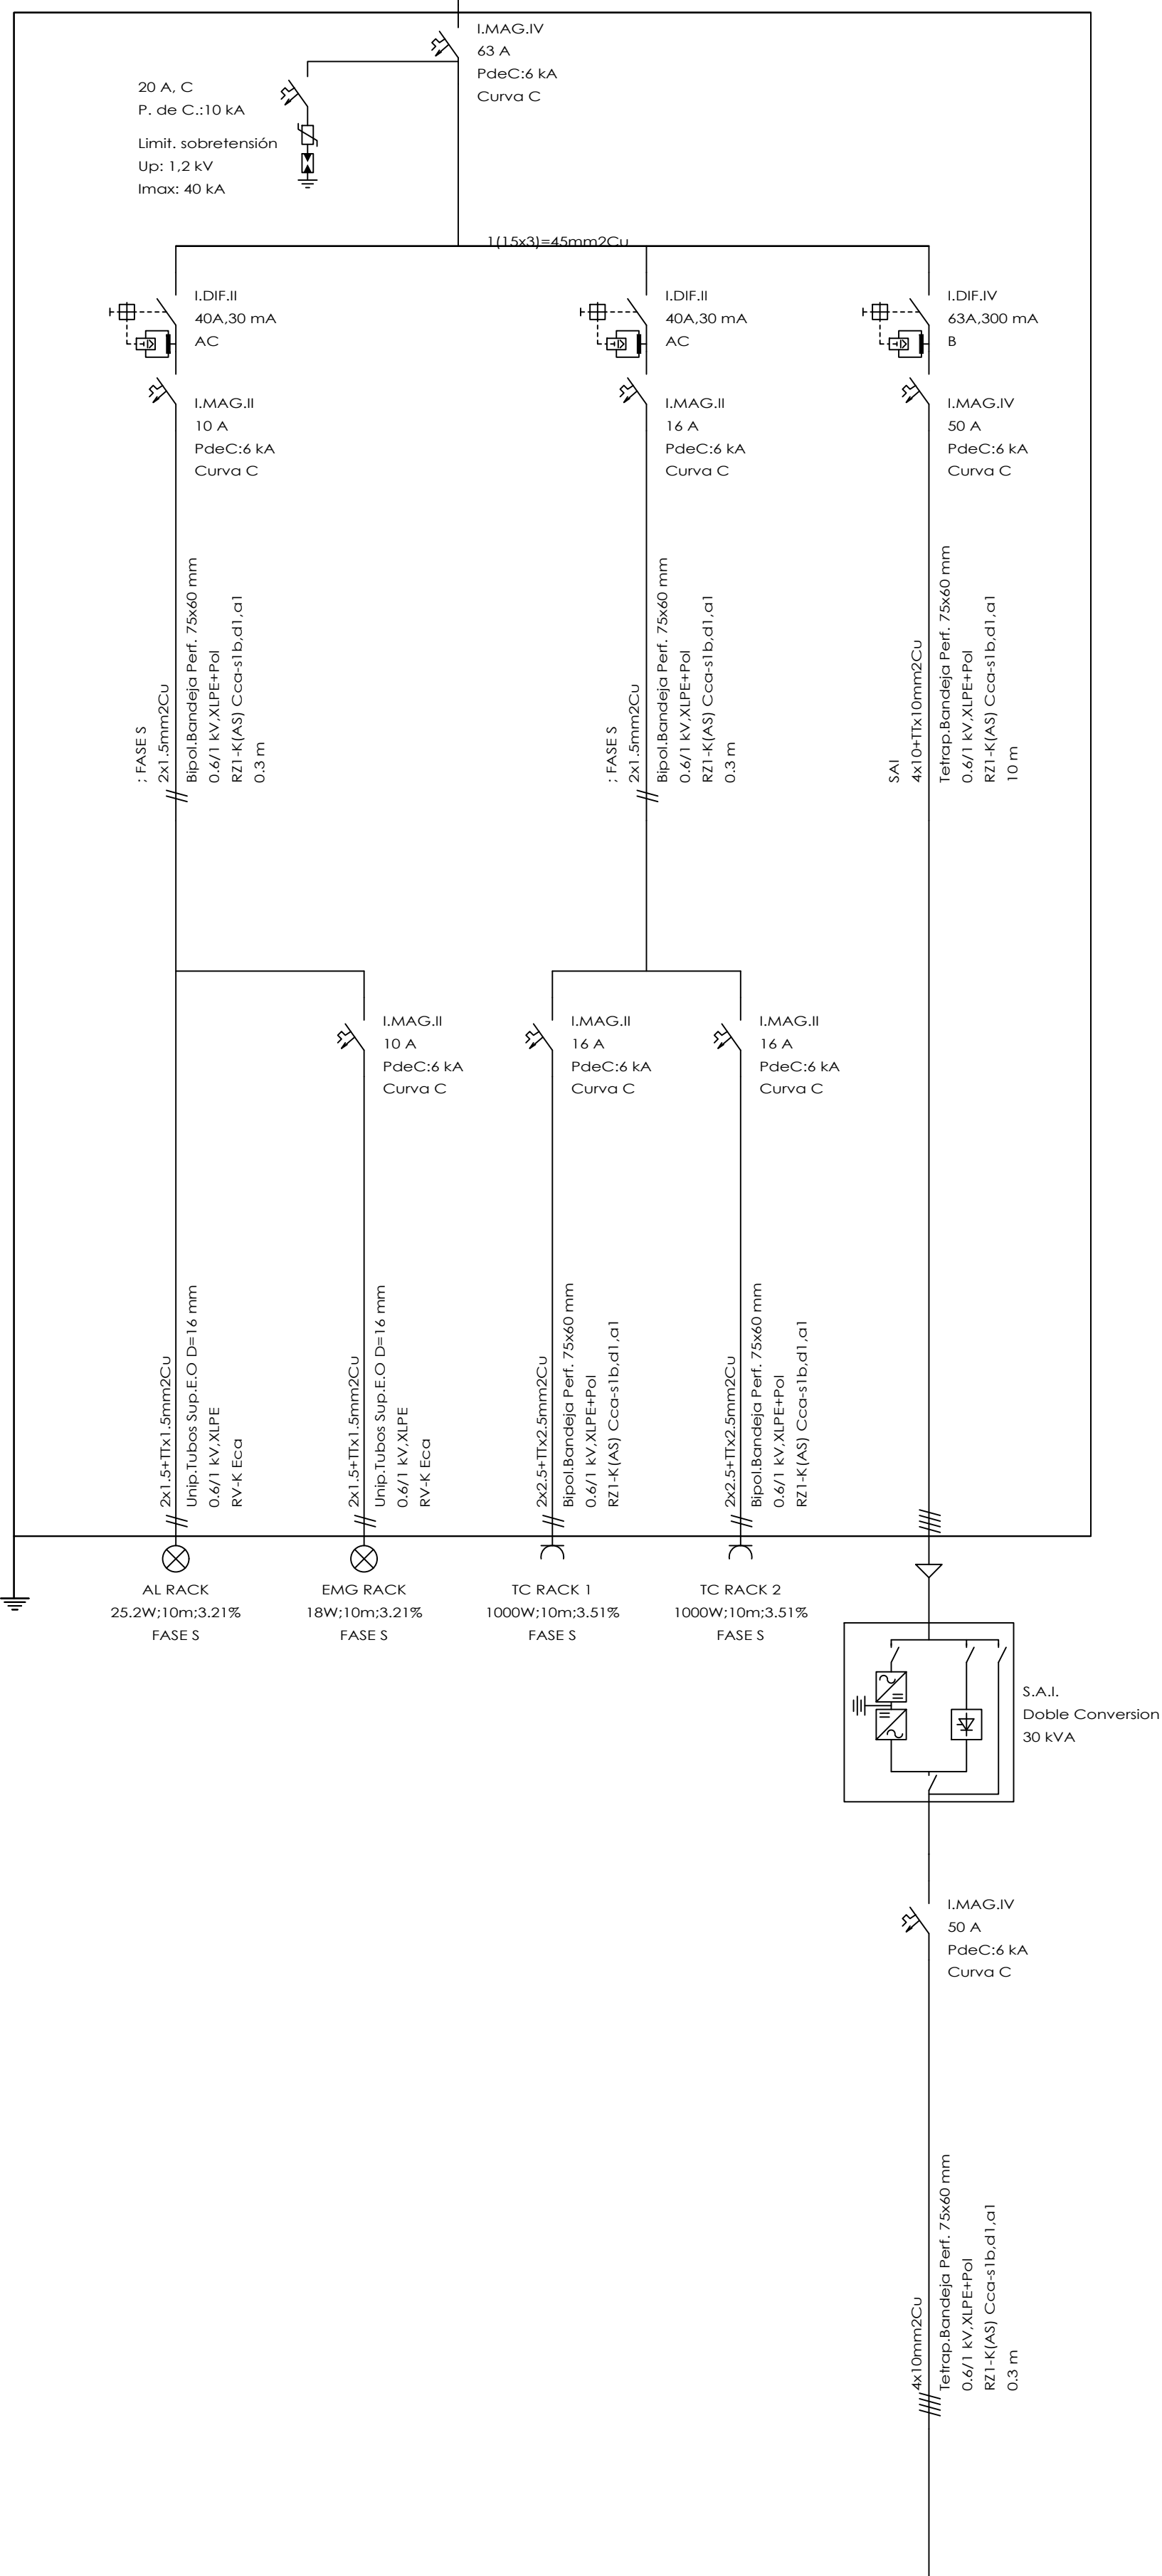 I.MAG.IV
63 A
PdeC:6 kA
Curva C
20 A, C
P. de C.:10 kA
Limit. sobretensión
Up: 1,2 kV
Imax: 40 kA
1(15x3)=45mm2Cu
I.DIF.II
40A,30 mA
AC
I.MAG.II
10 A
PdeC:6 kA
Curva C
I.DIF.II
40A,30 mA
AC
I.MAG.II
16 A
PdeC:6 kA
Curva C
I.DIF.IV
63A,300 mA
B
I.MAG.IV
50 A
PdeC:6 kA
Curva C
; FASE S
2x1.5mm2Cu
Bipol.Bandeja Perf. 75x60 mm
0.6/1 kV,XLPE+Pol
RZ1-K(AS) Cca-s1b,d1,a1
0.3 m
; FASE S
2x1.5mm2Cu
Bipol.Bandeja Perf. 75x60 mm
0.6/1 kV,XLPE+Pol
RZ1-K(AS) Cca-s1b,d1,a1
0.3 m
SAI
4x10+TTx10mm2Cu
Tetrap.Bandeja Perf. 75x60 mm
0.6/1 kV,XLPE+Pol
RZ1-K(AS) Cca-s1b,d1,a1
10 m
I.MAG.II
10 A
PdeC:6 kA
Curva C
I.MAG.II
16 A
PdeC:6 kA
Curva C
I.MAG.II
16 A
PdeC:6 kA
Curva C
2x1.5+TTx1.5mm2Cu
Unip.Tubos Sup.E.O D=16 mm
0.6/1 kV,XLPE
RV-K Eca
2x1.5+TTx1.5mm2Cu
Unip.Tubos Sup.E.O D=16 mm
0.6/1 kV,XLPE
RV-K Eca
2x2.5+TTx2.5mm2Cu
Bipol.Bandeja Perf. 75x60 mm
0.6/1 kV,XLPE+Pol
RZ1-K(AS) Cca-s1b,d1,a1
2x2.5+TTx2.5mm2Cu
Bipol.Bandeja Perf. 75x60 mm
0.6/1 kV,XLPE+Pol
RZ1-K(AS) Cca-s1b,d1,a1
AL RACK
25.2W;10m;3.21%
FASE S
EMG RACK
18W;10m;3.21%
FASE S
TC RACK 1
1000W;10m;3.51%
FASE S
TC RACK 2
1000W;10m;3.51%
FASE S
S.A.I.
Doble Conversion
30 kVA
I.MAG.IV
50 A
PdeC:6 kA
Curva C
4x10mm2Cu
Tetrap.Bandeja Perf. 75x60 mm
0.6/1 kV,XLPE+Pol
RZ1-K(AS) Cca-s1b,d1,a1
0.3 m